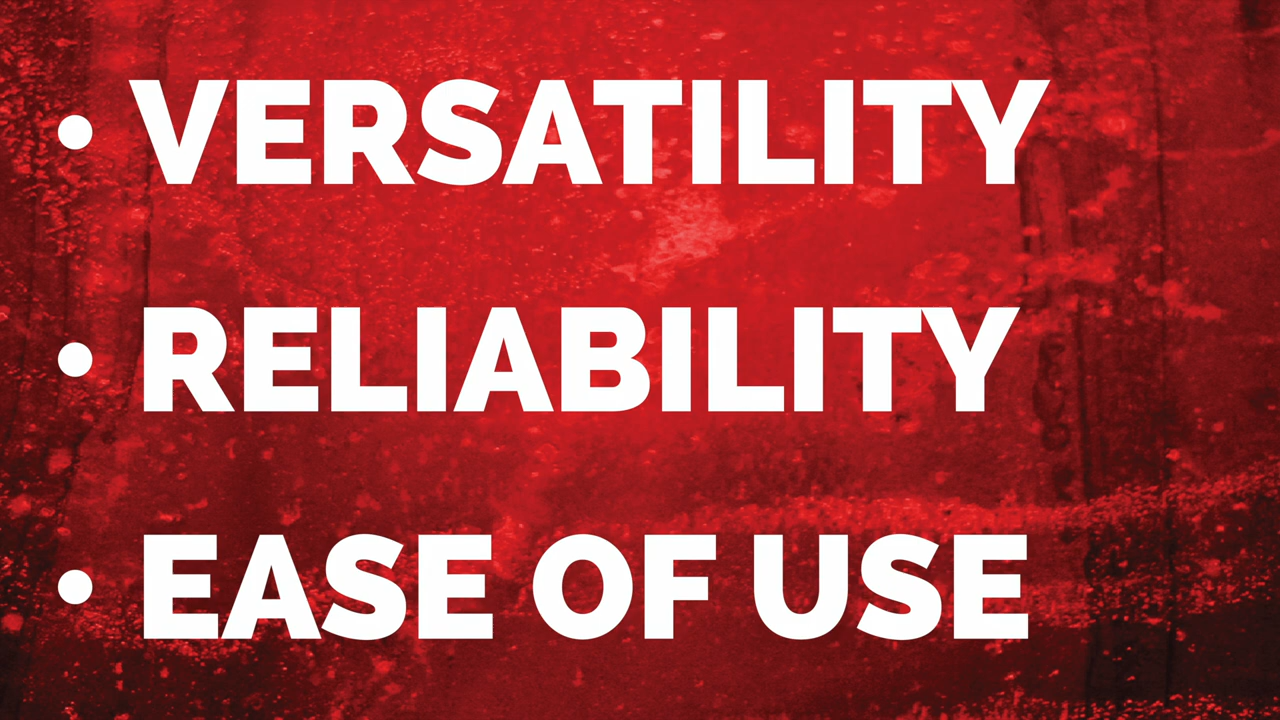 • VERSATILITY
• RELIABILITY
• EASE OF USE